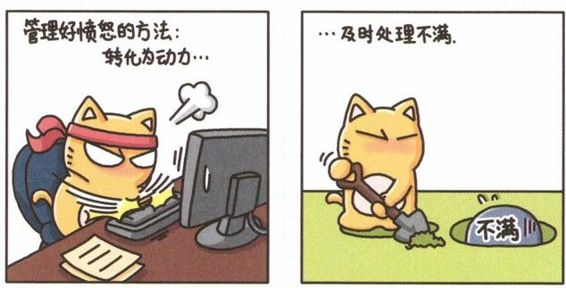 管理好愤怒的方法：
转化为动力…
…及时处理不满.
不满